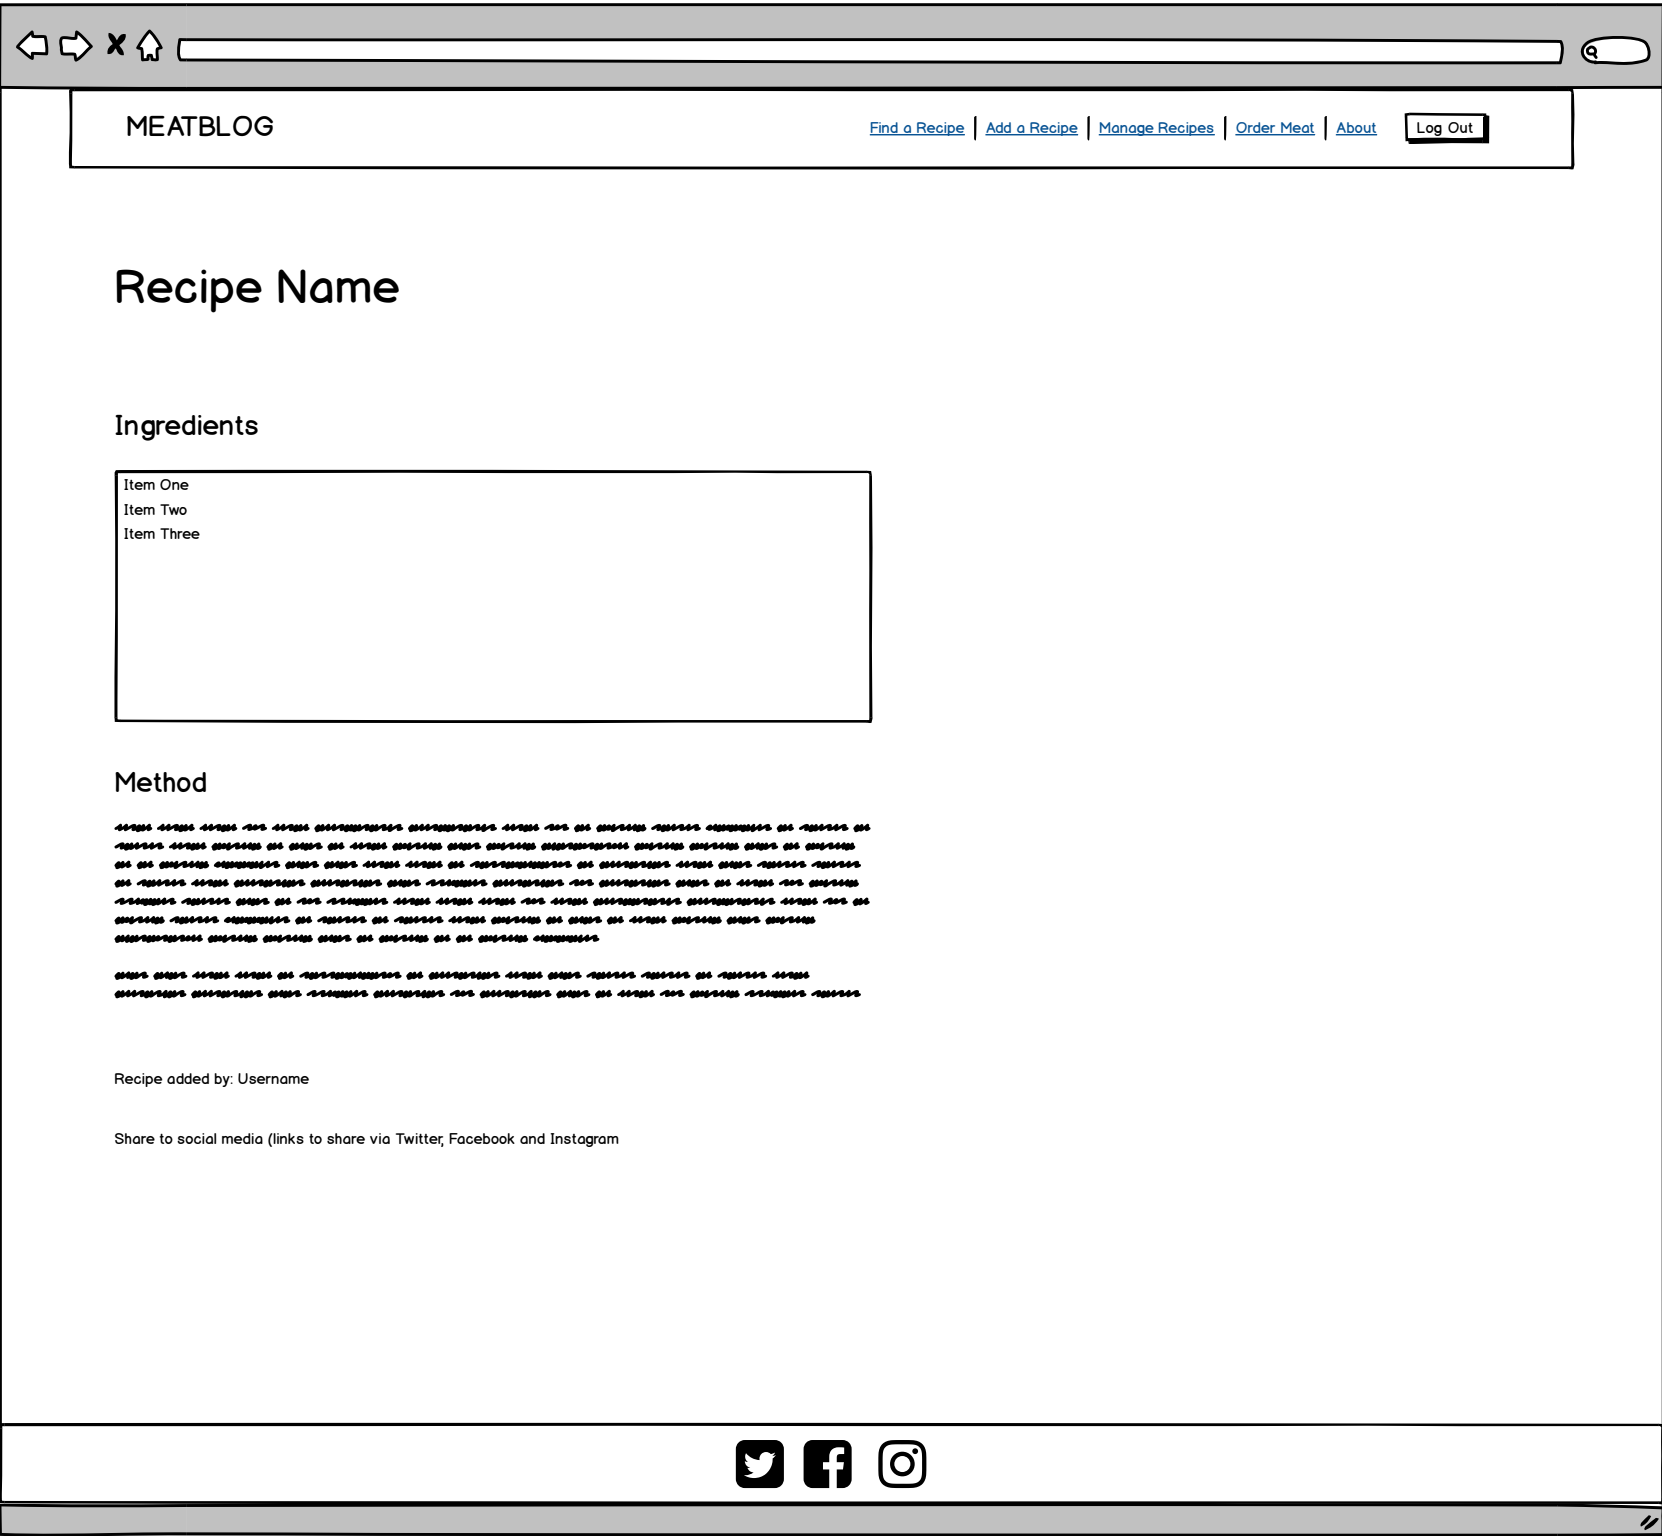 MEATBLOG
Find a Recipe | Add a Recipe | Manage Recipes | Order Meat | About
Log Out
Recipe Name
Ingredients
Item One
Item Two
Item Three
Method
Recipe added by: Username
Share to social media (links to share via Twitter, Facebook and Instagram